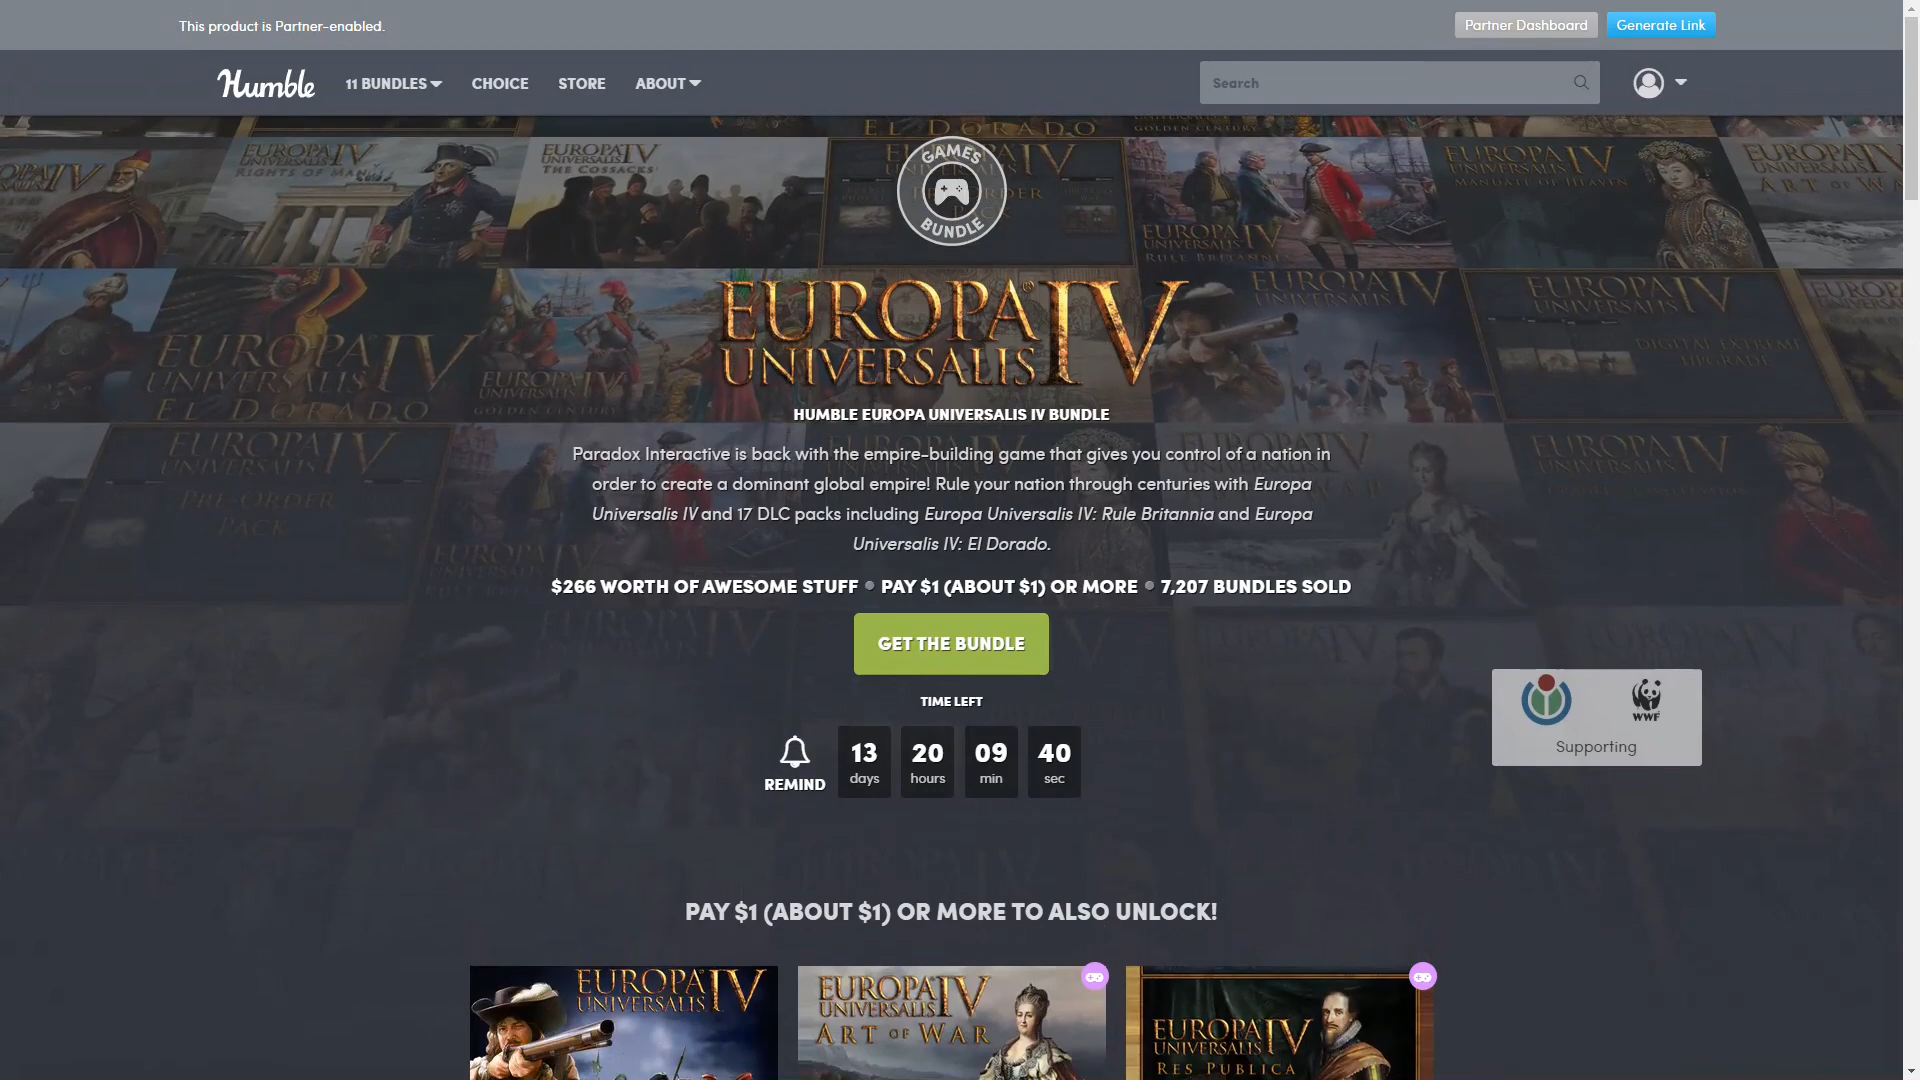 This product is Partner-enabled.
Partner Dashboard
Generate Link
Humble
11 BUNDLES
CHOICE
STORE
ABOUT
Search
GAMES
BUNDLE
EUROPA
UNIVERSALIS IV
HUMBLE EUROPA UNIVERSALIS IV BUNDLE
Paradox Interactive is back with the empire-building game that gives you control of a nation in
order to create a dominant global empire! Rule your nation through centuries with Europa
Universalis IV and 17 DLC packs including Europa Universalis IV: Rule Britannia and Europa
Universalis IV: El Dorado.
$266 WORTH OF AWESOME STUFF • PAY $1 (ABOUT $1) OR MORE • 7,207 BUNDLES SOLD
GET THE BUNDLE
TIME LEFT
REMIND
13
days
20
hours
09
min
40
sec
WWF
Supporting
PAY $1 (ABOUT $1) OR MORE TO ALSO UNLOCK!
EUROPA
UNIVERSALIS IV
EUROPA
UNIVERSALIS IV
ART OF WAR
EUROPA
UNIVERSALIS IV
RES PUBLICA